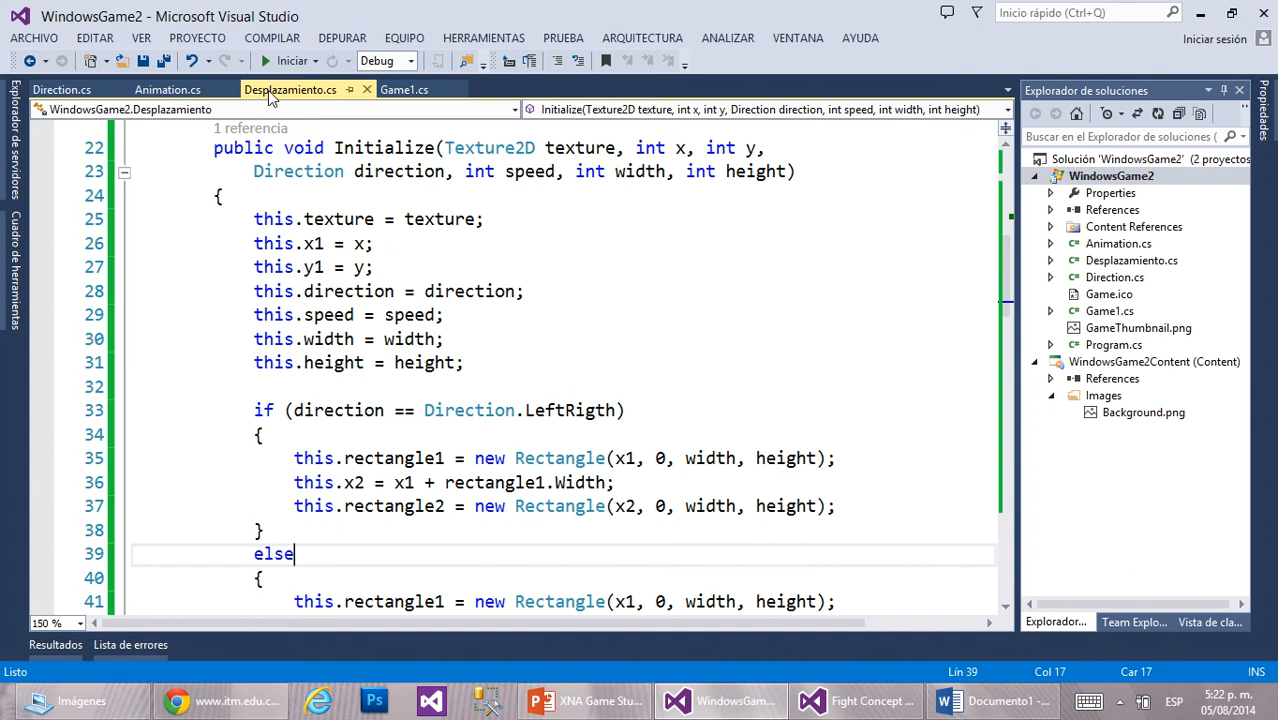 WindowsGame2 - Microsoft Visual Studio
Inicio rápido (Ctrl+Q)
ARCHIVO EDITAR VER PROYECTO COMPILAR DEPURAR EQUIPO HERRAMIENTAS PRUEBA ARQUITECTURA ANALIZAR VENTANA AYUDA
Iniciar sesión
Iniciar Debug
Explorador de servidores
Cuadro de herramientas
Direction.cs Animation.cs Desplazamiento.cs Game1.cs
WindowsGame2.Desplazamiento Initialize(Texture2D texture, int x, int y, Direction direction, int speed, int width, int height)
1 referencia
22 public void Initialize(Texture2D texture, int x, int y,
23 Direction direction, int speed, int width, int height)
24 {
25 this.texture = texture;
26 this.x1 = x;
27 this.y1 = y;
28 this.direction = direction;
29 this.speed = speed;
30 this.width = width;
31 this.height = height;
32
33 if (direction == Direction.LeftRigth)
34 {
35 this.rectangle1 = new Rectangle(x1, 0, width, height);
36 this.x2 = x1 + rectangle1.Width;
37 this.rectangle2 = new Rectangle(x2, 0, width, height);
38 }
39 else
40 {
41 this.rectangle1 = new Rectangle(x1, 0, width, height);
150 %
Explorador de soluciones
Buscar en el Explorador de soluciones (
Solución 'WindowsGame2' (2 proyectos
WindowsGame2
Properties
References
Content References
Animation.cs
Desplazamiento.cs
Direction.cs
Game.ico
Game1.cs
GameThumbnail.png
Program.cs
WindowsGame2Content (Content)
References
Images
Background.png
Explorador... Team Explo... Vista de cla...
Propiedades
Resultados Lista de errores
Listo Lín 39 Col 17 Car 17 INS
Imágenes www.itm.edu.c... XNA Game Stu... WindowsGam... Fight Concept ... Documento1 -... ESP 5:22 p. m.
05/08/2014